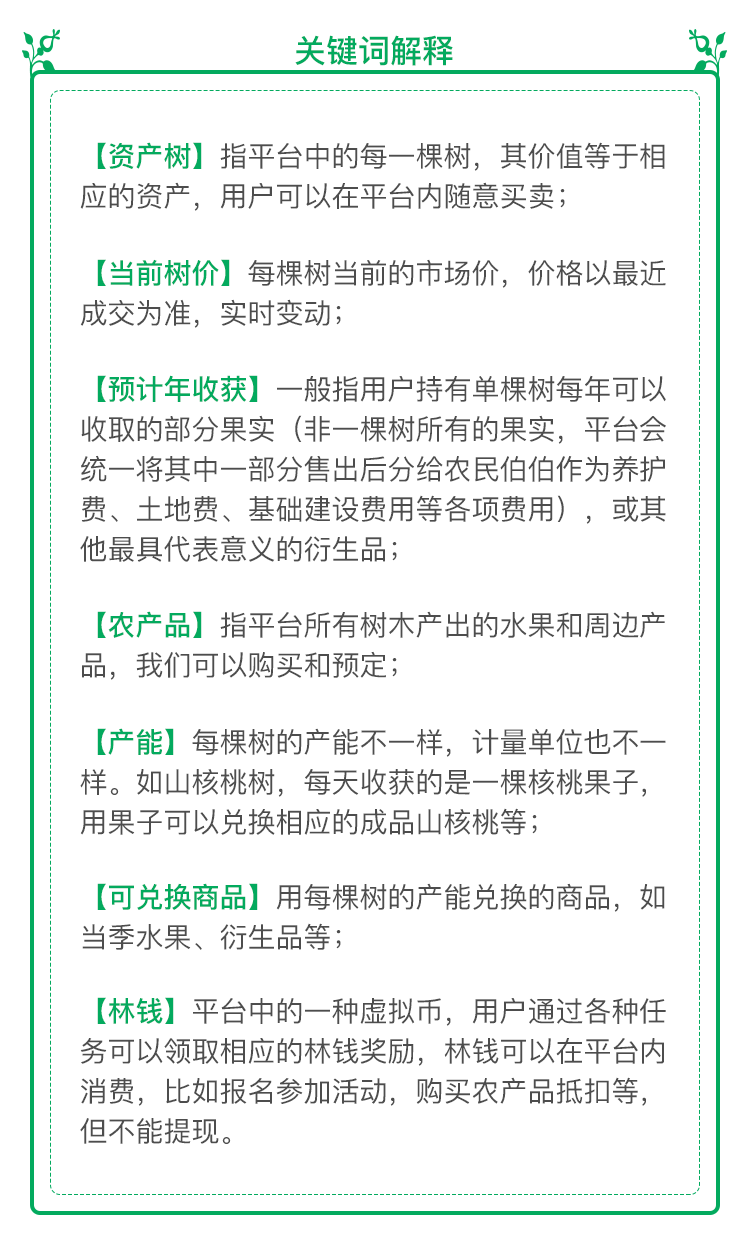 关键词解释
【资产树】指平台中的每一棵树，其价值等于相
应的资产，用户可以在平台内随意买卖；
【当前树价】每棵树当前的市场价，价格以最近
成交为准，实时变动；
【预计年收获】一般指用户持有单棵树每年可以
收取的部分果实（非一棵树所有的果实，平台会
统一将其中一部分售出后分给农民伯伯作为养护
费、土地费、基础建设费用等各项费用），或其
他最具代表意义的衍生品；
【农产品】指平台所有树木产出的水果和周边产
品，我们可以购买和预定；
【产能】每棵树的产能不一样，计量单位也不一
样。如山核桃树，每天收获的是一棵核桃果子，
用果子可以兑换相应的成品山核桃等；
【可兑换商品】用每棵树的产能兑换的商品，如
当季水果、衍生品等；
【林钱】平台中的一种虚拟币，用户通过各种任
务可以领取相应的林钱奖励，林钱可以在平台内
消费，比如报名参加活动，购买农产品抵扣等，
但不能提现。